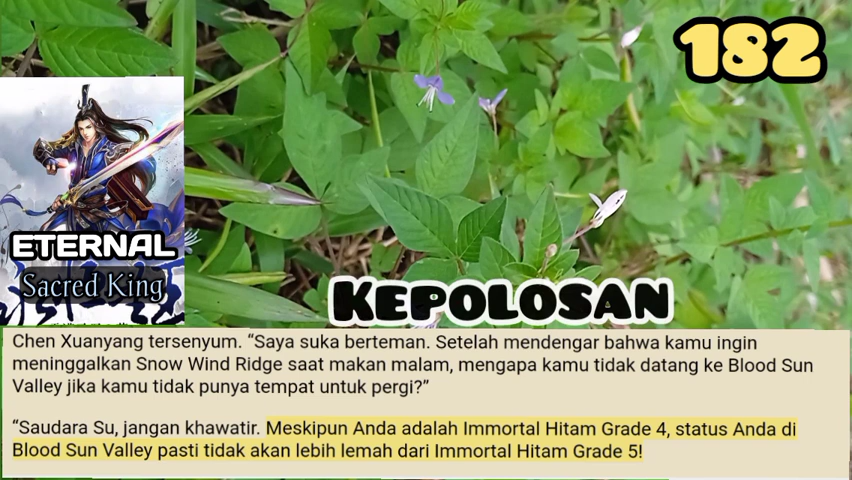 182
ETERNAL
Sacred King
KEPOLOSAN
Chen Xuanyang tersenyum. “Saya suka berteman. Setelah mendengar bahwa kamu ingin
meninggalkan Snow Wind Ridge saat makan malam, mengapa kamu tidak datang ke Blood Sun
Valley jika kamu tidak punya tempat untuk pergi?”
“Saudara Su, jangan khawatir. Meskipun Anda adalah Immortal Hitam Grade 4, status Anda di
Blood Sun Valley pasti tidak akan lebih lemah dari Immortal Hitam Grade 5!